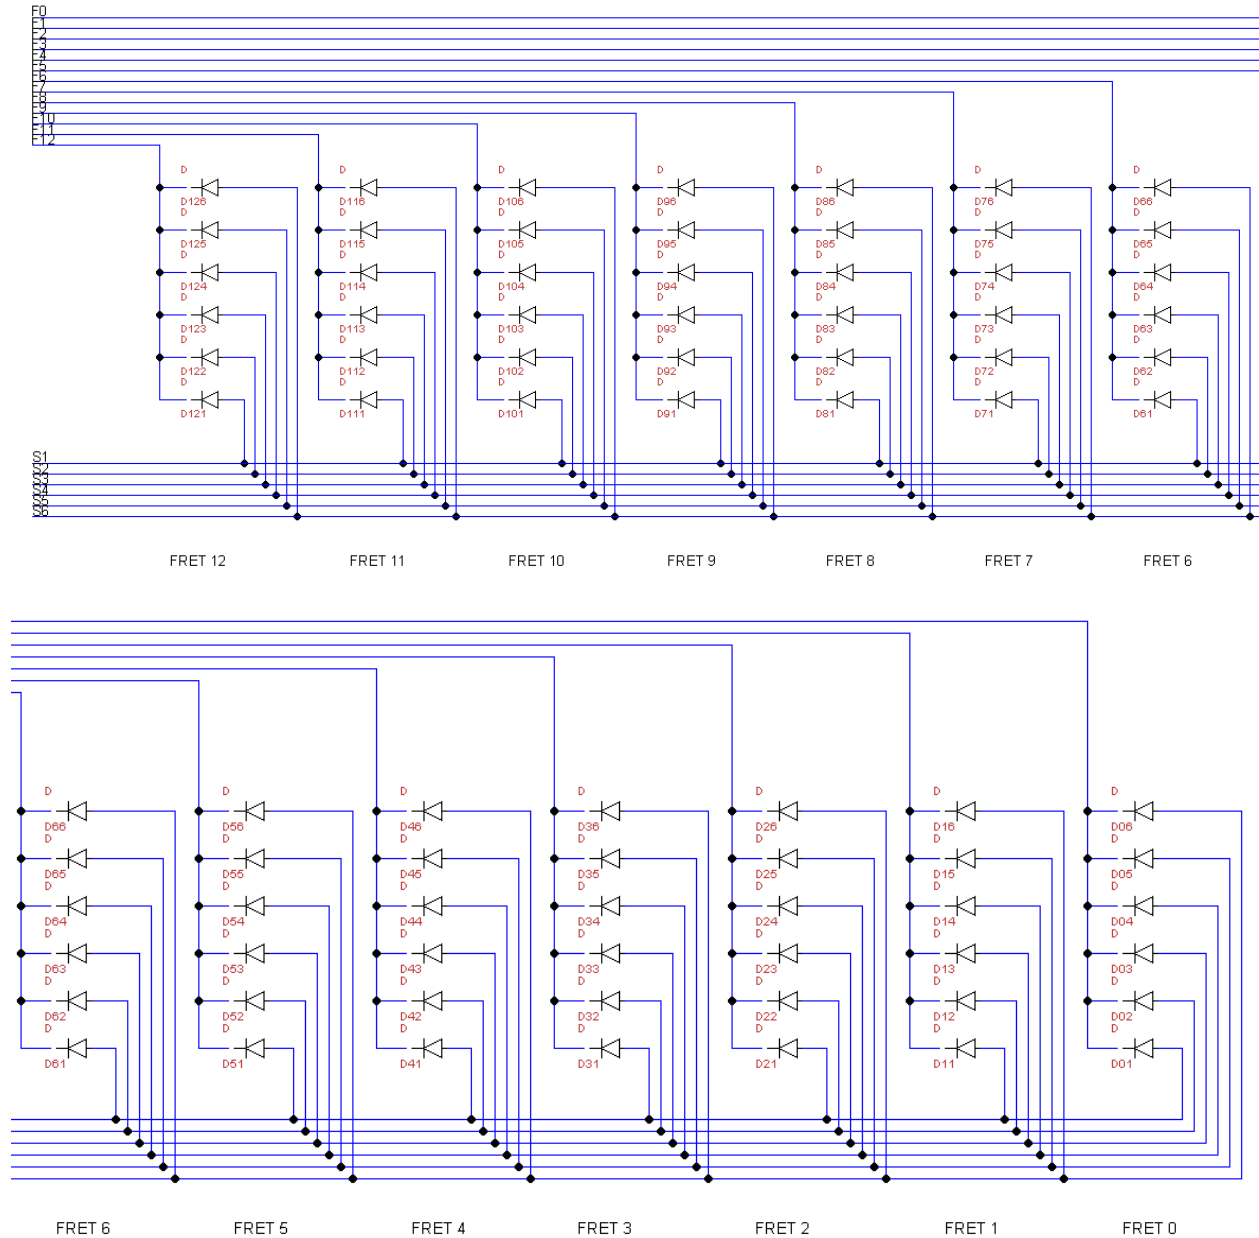 F0
F1
F2
F3
F4
F5
F6
F7
F8
F9
F10
F11
F12
D D D D D D D
D126 D116 D106 D96 D86 D76 D66
D D D D D D D
D125 D115 D105 D95 D85 D75 D65
D D D D D D D
D124 D114 D104 D94 D84 D74 D64
D D D D D D D
D123 D113 D103 D93 D83 D73 D63
D D D D D D D
D122 D112 D102 D92 D82 D72 D62
D D D D D D D
D121 D111 D101 D91 D81 D71 D61
S1
S2
S3
S4
S5
S6
FRET 12 FRET 11 FRET 10 FRET 9 FRET 8 FRET 7 FRET 6
D D D D D D D
D66 D56 D46 D36 D26 D16 D06
D D D D D D D
D65 D55 D45 D35 D25 D15 D05
D D D D D D D
D64 D54 D44 D34 D24 D14 D04
D D D D D D D
D63 D53 D43 D33 D23 D13 D03
D D D D D D D
D62 D52 D42 D32 D22 D12 D02
D D D D D D D
D61 D51 D41 D31 D21 D11 D01
FRET 6 FRET 5 FRET 4 FRET 3 FRET 2 FRET 1 FRET 0